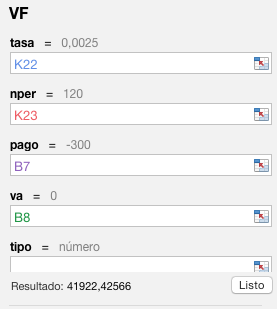 VF
tasa = 0,0025
K22
nper = 120
K23
pago = -300
B7
va = 0
B8
tipo = número
Resultado: 41922,42566 Listo